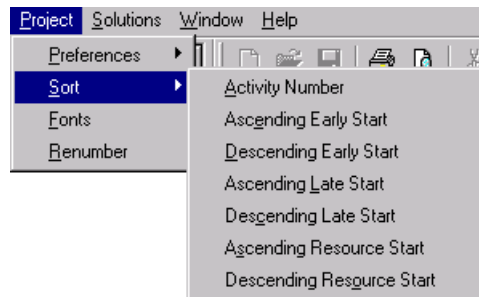 Project Solutions Window Help
Preferences
Sort
Fonts
Renumber
Activity Number
Ascending Early Start
Descending Early Start
Ascending Late Start
Descending Late Start
Ascending Resource Start
Descending Resource Start